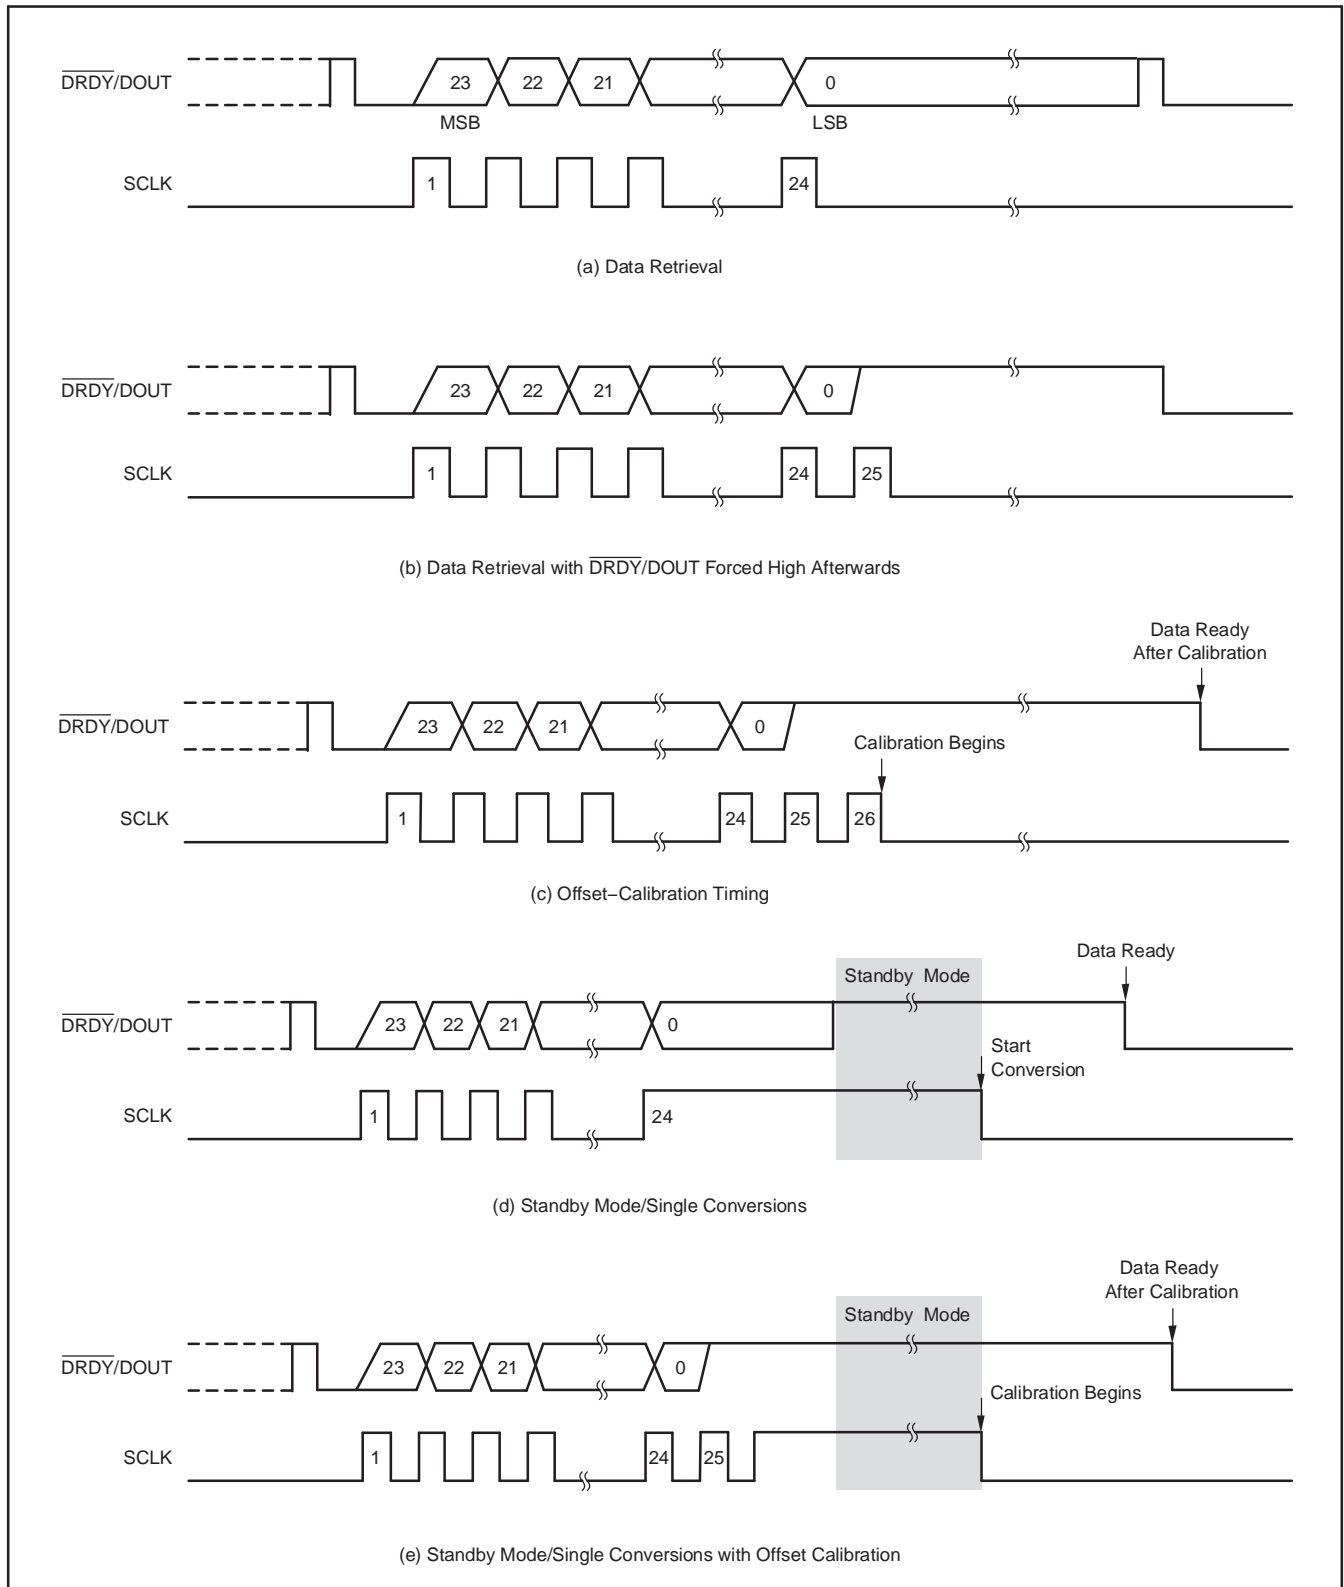 DRDY/DOUT 23 22 21 0
MSB LSB
SCLK 1 24
(a) Data Retrieval
DRDY/DOUT 23 22 21 0
SCLK 1 24 25
(b) Data Retrieval with DRDY/DOUT Forced High Afterwards
Data Ready
After Calibration
DRDY/DOUT 23 22 21 0
Calibration Begins
SCLK 1 24 25 26
(c) Offset−Calibration Timing
Data Ready
Standby Mode
DRDY/DOUT 23 22 21 0
Start
Conversion
SCLK 1 24
(d) Standby Mode/Single Conversions
Data Ready
After Calibration
Standby Mode
DRDY/DOUT 23 22 21 0
Calibration Begins
SCLK 1 24 25
(e) Standby Mode/Single Conversions with Offset Calibration